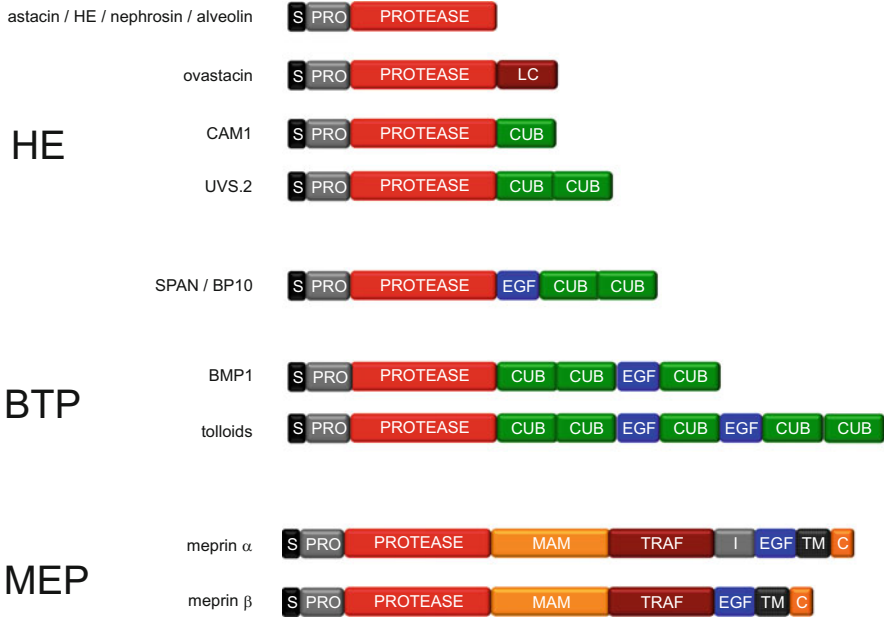 astacin / HE / nephrosin / alveolin S PRO PROTEASE
ovastacin S PRO PROTEASE LC
HE
CAM1 S PRO PROTEASE CUB
UVS.2 S PRO PROTEASE CUB CUB
SPAN / BP10 S PRO PROTEASE EGF CUB CUB
BTP
BMP1 S PRO PROTEASE CUB CUB EGF CUB
tolloids S PRO PROTEASE CUB CUB EGF CUB EGF CUB CUB
MEP
meprin α S PRO PROTEASE MAM TRAF I EGF TM C
meprin β S PRO PROTEASE MAM TRAF EGF TM C